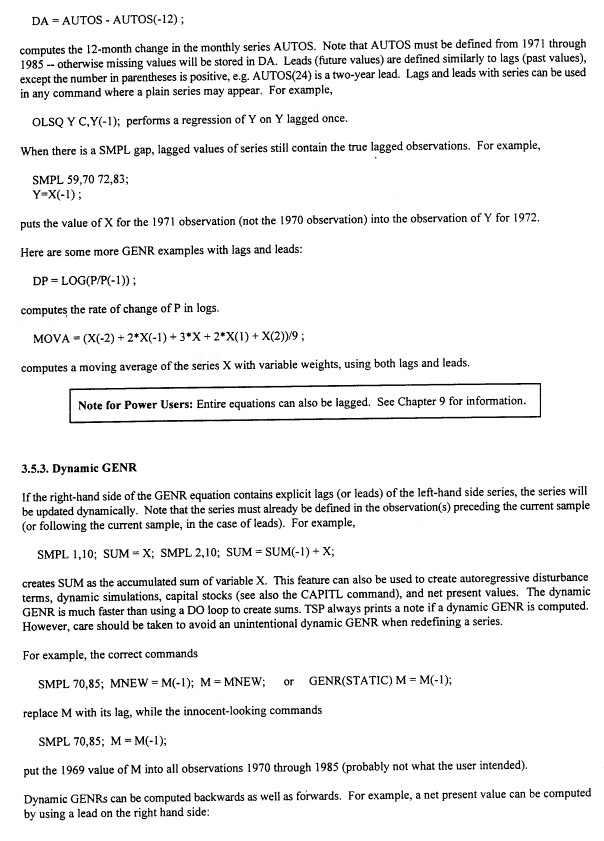 DA = AUTOS - AUTOS(-12) ;
computes the 12-month change in the monthly series AUTOS. Note that AUTOS must be defined from 1971 through
1985 -- otherwise missing values will be stored in DA. Leads (future values) are defined similarly to lags (past values),
except the number in parentheses is positive, e.g. AUTOS(24) is a two-year lead. Lags and leads with series can be used
in any command where a plain series may appear. For example,
OLSQ Y C,Y(-1); performs a regression of Y on Y lagged once.
When there is a SMPL gap, lagged values of series still contain the true lagged observations. For example,
SMPL 59,70 72,83;
Y=X(-1) ;
puts the value of X for the 1971 observation (not the 1970 observation) into the observation of Y for 1972.
Here are some more GENR examples with lags and leads:
DP = LOG(P/P(-1)) ;
computes the rate of change of P in logs.
MOVA = (X(-2) + 2*X(-1) + 3*X + 2*X(1) + X(2))/9 ;
computes a moving average of the series X with variable weights, using both lags and leads.
Note for Power Users: Entire equations can also be lagged. See Chapter 9 for information.
3.5.3. Dynamic GENR
If the right-hand side of the GENR equation contains explicit lags (or leads) of the left-hand side series, the series will
be updated dynamically. Note that the series must already be defined in the observation(s) preceding the current sample
(or following the current sample, in the case of leads). For example,
SMPL 1,10; SUM = X; SMPL 2,10; SUM = SUM(-1) + X;
creates SUM as the accumulated sum of variable X. This feature can also be used to create autoregressive disturbance
terms, dynamic simulations, capital stocks (see also the CAPITL command), and net present values. The dynamic
GENR is much faster than using a DO loop to create sums. TSP always prints a note if a dynamic GENR is computed.
However, care should be taken to avoid an unintentional dynamic GENR when redefining a series.
For example, the correct commands
SMPL 70,85; MNEW = M(-1); M = MNEW; or GENR(STATIC) M = M(-1);
replace M with its lag, while the innocent-looking commands
SMPL 70,85; M = M(-1);
put the 1969 value of M into all observations 1970 through 1985 (probably not what the user intended).
Dynamic GENRs can be computed backwards as well as forwards. For example, a net present value can be computed
by using a lead on the right hand side: